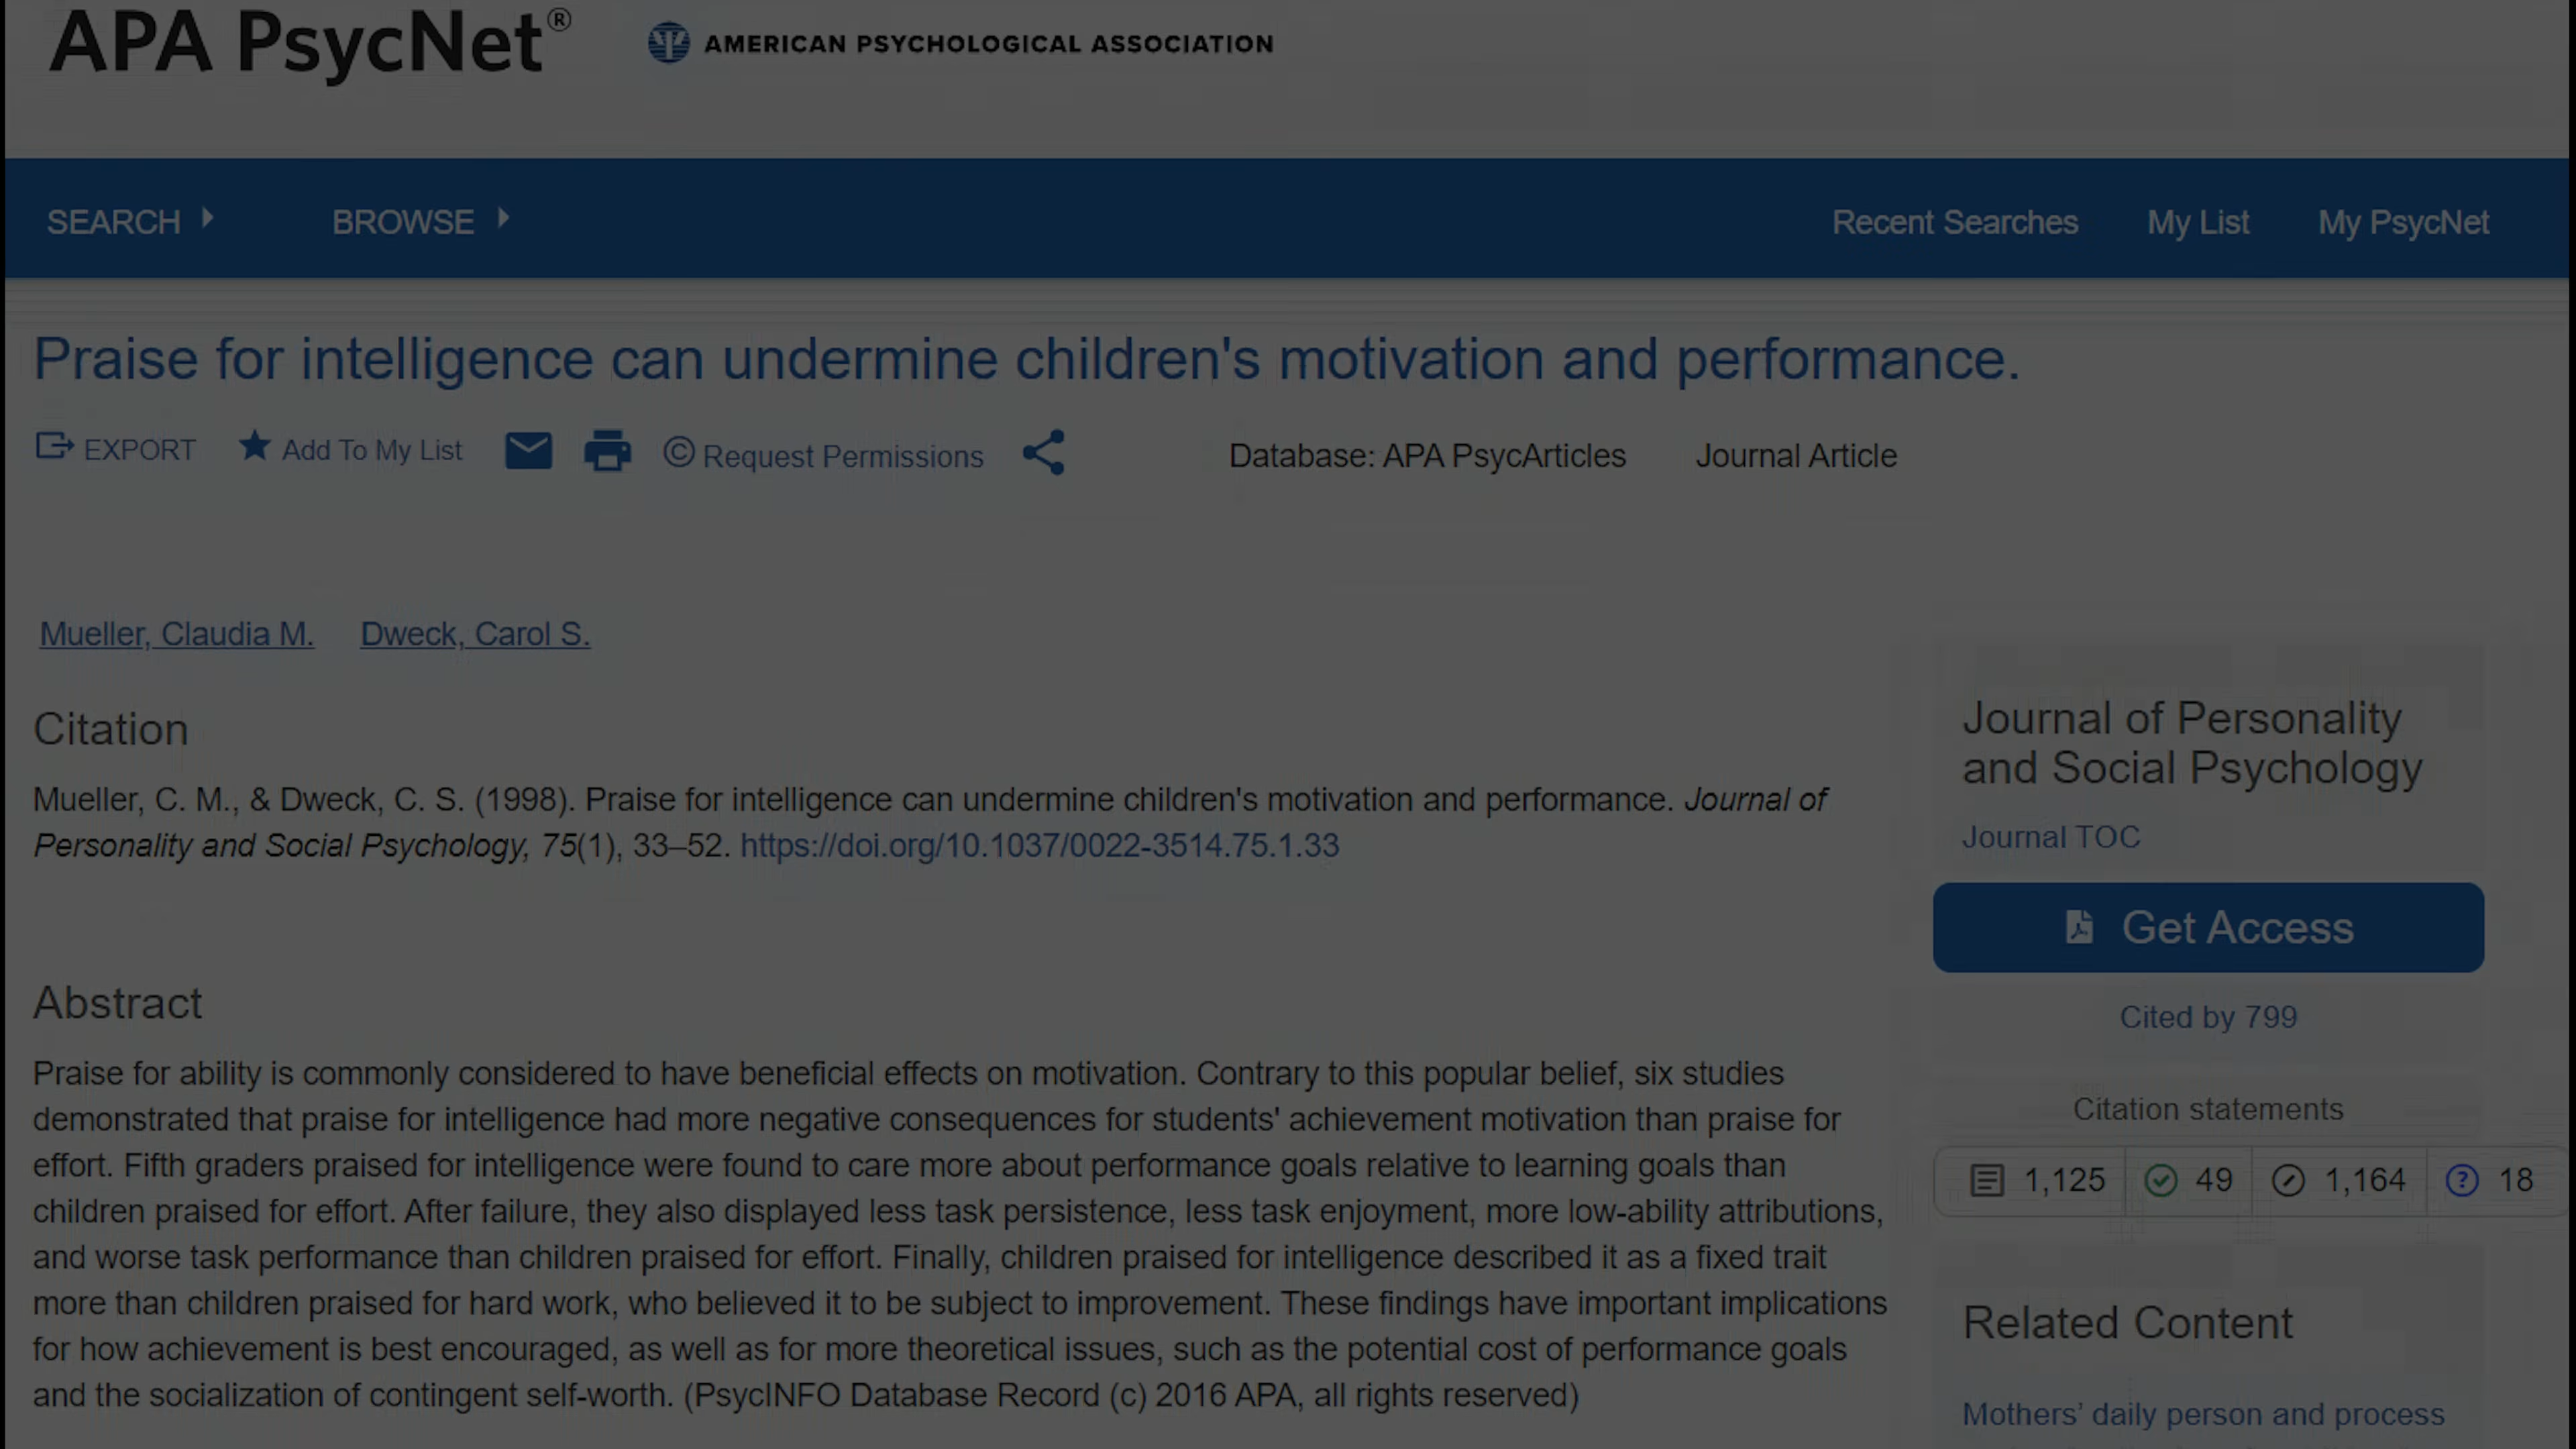 APA PsycNet®
AMERICAN PSYCHOLOGICAL ASSOCIATION
SEARCH
BROWSE
Recent Searches
My List
My PsycNet
Praise for intelligence can undermine children's motivation and performance.
EXPORT
Add To My List
© Request Permissions
Database: APA PsycArticles
Journal Article
Mueller, Claudia M.
Dweck, Carol S.
Citation
Mueller, C. M., & Dweck, C. S. (1998). Praise for intelligence can undermine children's motivation and performance. Journal of
Personality and Social Psychology, 75(1), 33–52. https://doi.org/10.1037/0022-3514.75.1.33
Abstract
Praise for ability is commonly considered to have beneficial effects on motivation. Contrary to this popular belief, six studies
demonstrated that praise for intelligence had more negative consequences for students' achievement motivation than praise for
effort. Fifth graders praised for intelligence were found to care more about performance goals relative to learning goals than
children praised for effort. After failure, they also displayed less task persistence, less task enjoyment, more low-ability attributions,
and worse task performance than children praised for effort. Finally, children praised for intelligence described it as a fixed trait
more than children praised for hard work, who believed it to be subject to improvement. These findings have important implications
for how achievement is best encouraged, as well as for more theoretical issues, such as the potential cost of performance goals
and the socialization of contingent self-worth. (PsycINFO Database Record (c) 2016 APA, all rights reserved)
Journal of Personality
and Social Psychology
Journal TOC
Get Access
Cited by 799
Citation statements
1,125
49
1,164
? 18
Related Content
Mothers' daily person and process